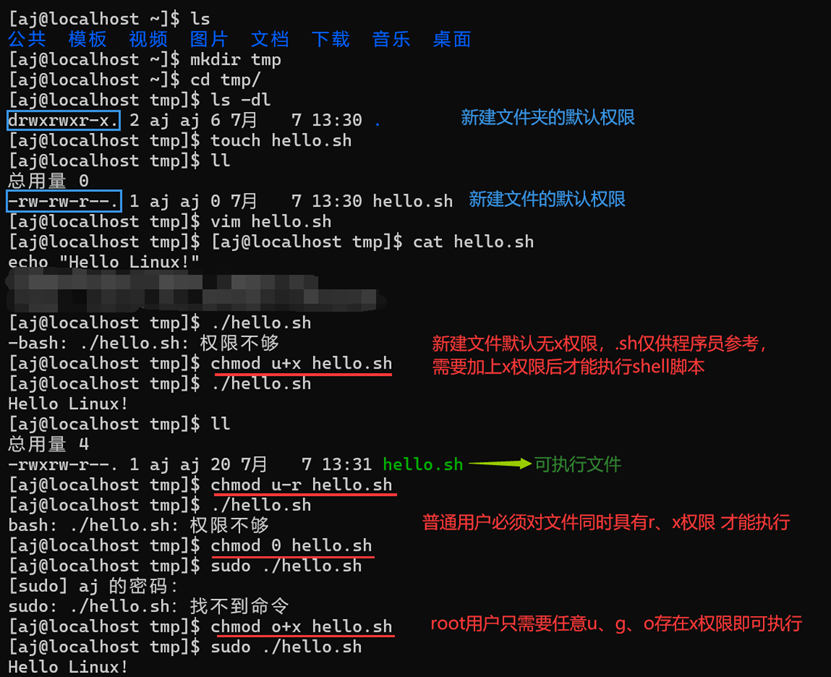 [aj@localhost ~]$ ls
公共 模板 视频 图片 文档 下载 音乐 桌面
[aj@localhost ~]$ mkdir tmp
[aj@localhost ~]$ cd tmp/
[aj@localhost tmp]$ ls -dl
drwxrwxr-x. 2 aj aj 6 7月 7 13:30 . 新建文件夹的默认权限
[aj@localhost tmp]$ touch hello.sh
[aj@localhost tmp]$ ll
总用量 0
-rw-rw-r--. 1 aj aj 0 7月 7 13:30 hello.sh 新建文件的默认权限
[aj@localhost tmp]$ vim hello.sh
[aj@localhost tmp]$ [aj@localhost tmp]$ cat hello.sh
echo "Hello Linux!"
[aj@localhost tmp]$ ./hello.sh
-bash: ./hello.sh: 权限不够 新建文件默认无x权限，.sh仅供程序员参考，
[aj@localhost tmp]$ chmod u+x hello.sh 需要加上x权限后才能执行shell脚本
[aj@localhost tmp]$ ./hello.sh
Hello Linux!
[aj@localhost tmp]$ ll
总用量 4
-rwxrw-r--. 1 aj aj 20 7月 7 13:31 hello.sh 可执行文件
[aj@localhost tmp]$ chmod u-r hello.sh
[aj@localhost tmp]$ ./hello.sh
bash: ./hello.sh: 权限不够 普通用户必须对文件同时具有r、x权限 才能执行
[aj@localhost tmp]$ chmod 0 hello.sh
[aj@localhost tmp]$ sudo ./hello.sh
[sudo] aj 的密码：
sudo: ./hello.sh: 找不到命令
[aj@localhost tmp]$ chmod o+x hello.sh root用户只需要任意u、g、o存在x权限即可执行
[aj@localhost tmp]$ sudo ./hello.sh
Hello Linux!